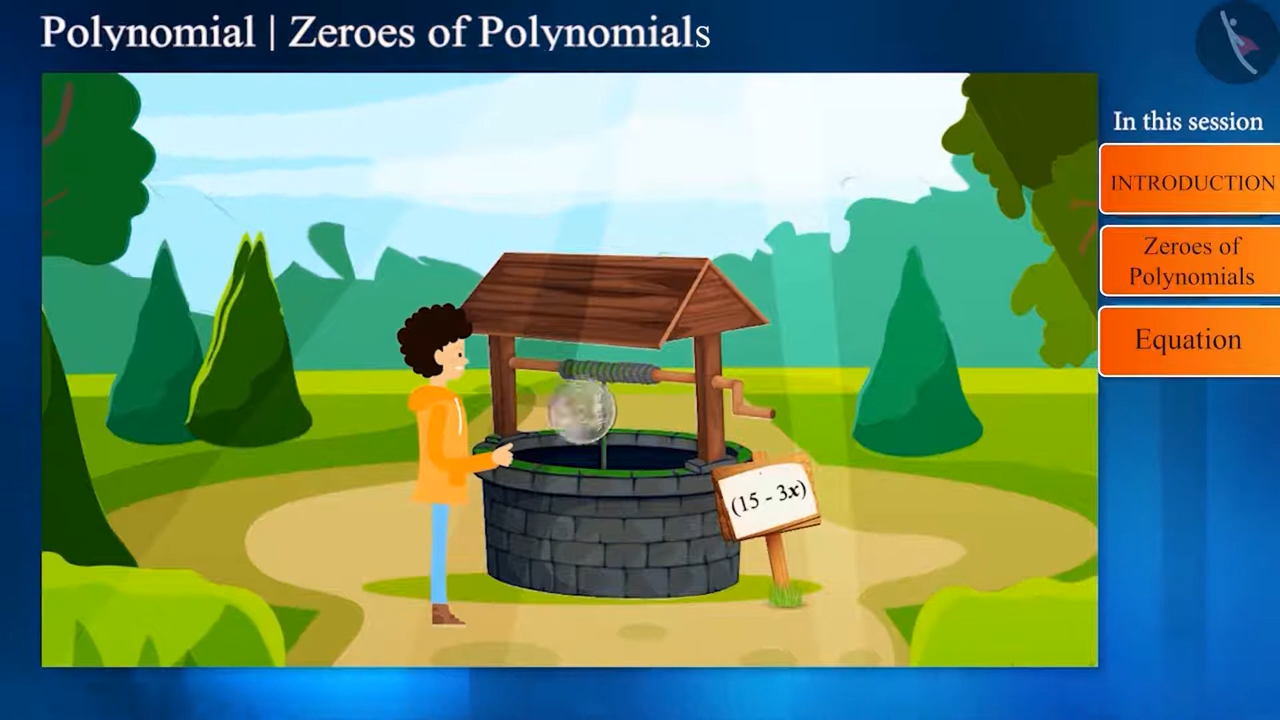 Polynomial | Zeroes of Polynomials
In this session
INTRODUCTION
Zeroes of
Polynomials
Equation
(15 - 3x)